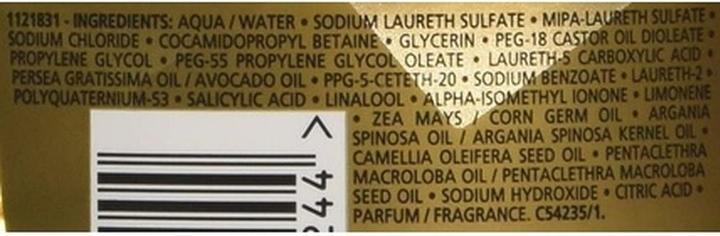 1121831 - INGREDIENTS: AQUA / WATER • SODIUM LAURETH SULFATE • MIPA-LAURETH SULFATE •
SODIUM CHLORIDE • COCAMIDOPROPYL BETAINE • GLYCERIN • PEG-18 CASTOR OIL DIOLEATE •
PROPYLENE GLYCOL • PEG-55 PROPYLENE GLYCOL OLEATE • LAURETH-5 CARBOXYLIC ACID •
PERSEA GRATISSIMA OIL / AVOCADO OIL • PPG-5-CETETH-20 • SODIUM BENZOATE • LAURETH-2 •
POLYQUATERNIUM-53 • SALICYLIC ACID • LINALOOL • ALPHA-ISOMETHYL IONONE • LIMONENE
• ZEA MAYS / CORN GERM OIL • ARGANIA
SPINOSA OIL / ARGANIA SPINOSA KERNEL OIL •
CAMELLIA OLEIFERA SEED OIL • PENTACLETHRA
MACROLOBA OIL / PENTACLETHRA MACROLOBA
SEED OIL • SODIUM HYDROXIDE • CITRIC ACID •
PARFUM / FRAGRANCE. C54235/1.
> 44